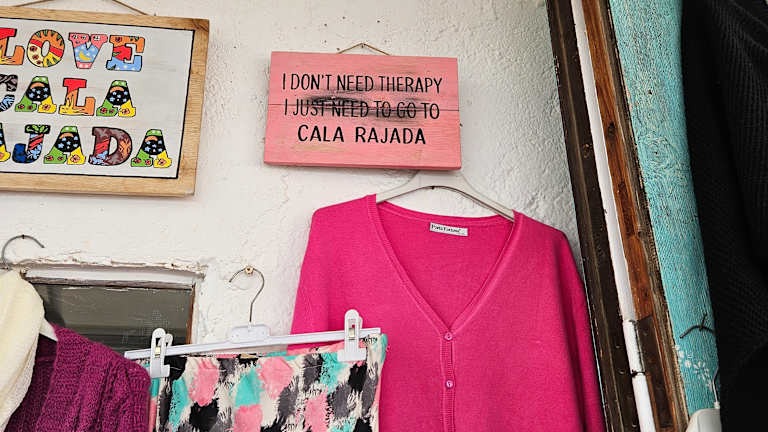 LOVE
CALA
RAJADA
I DON'T NEED THERAPY
I JUST NEED TO GO TO
CALA RAJADA